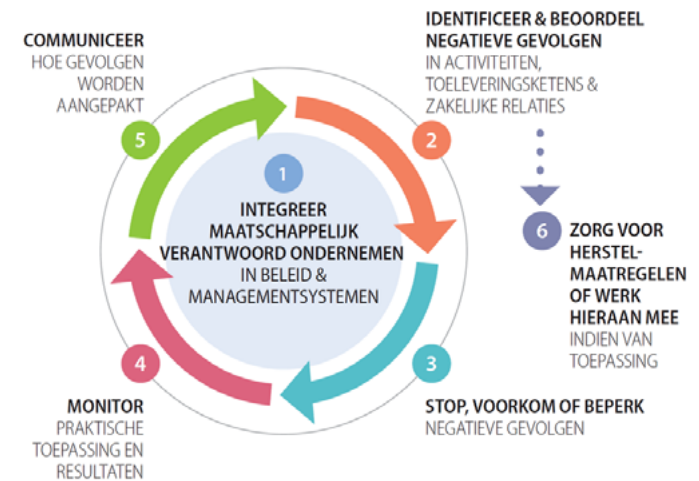 1
INTEGREER
MAATSCHAPPELIJK
VERANTWOORD ONDERNEMEN
IN BELEID &
MANAGEMENTSYSTEMEN
IDENTIFICEER & BEOORDEEL
NEGATIEVE GEVOLGEN
IN ACTIVITEITEN,
TOELEVERINGSKETENS &
ZAKELIJKE RELATIES
2
3
STOP, VOORKOM OF BEPERK
NEGATIEVE GEVOLGEN
4
MONITOR
PRAKTISCHE
TOEPASSING EN
RESULTATEN
COMMUNICEER
HOE GEVOLGEN
WORDEN
AANGEPAKT
5
6
ZORG VOOR
HERSTEL-
MAATREGELEN
OF WERK
HIERAAN MEE
INDIEN VAN
TOEPASSING